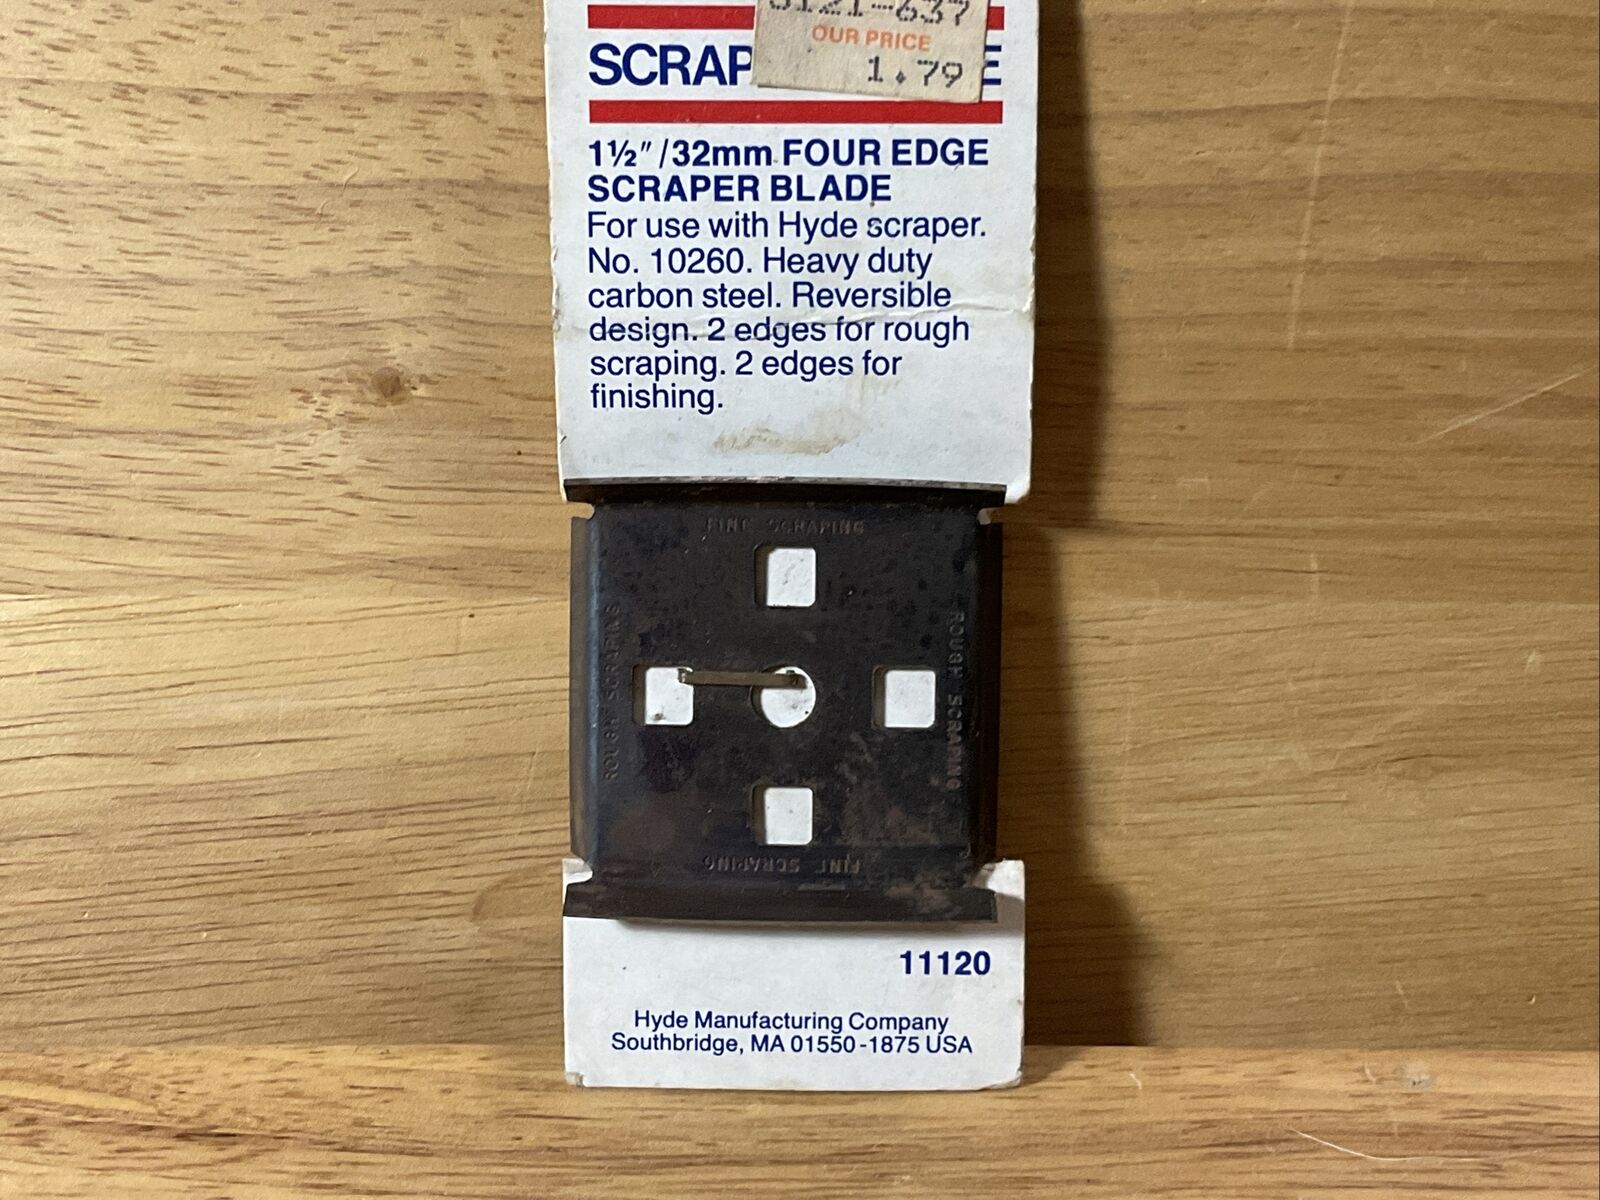 OUR PRICE
1.79
SCRAP E
1½"/32mm FOUR EDGE
SCRAPER BLADE
For use with Hyde scraper.
No. 10260. Heavy duty
carbon steel. Reversible
design. 2 edges for rough
scraping. 2 edges for
finishing.
FINE SCRAPING
ROUGH SCRAPING
ROUGH SCRAPING
FINE SCRAPING
11120
Hyde Manufacturing Company
Southbridge, MA 01550-1875 USA